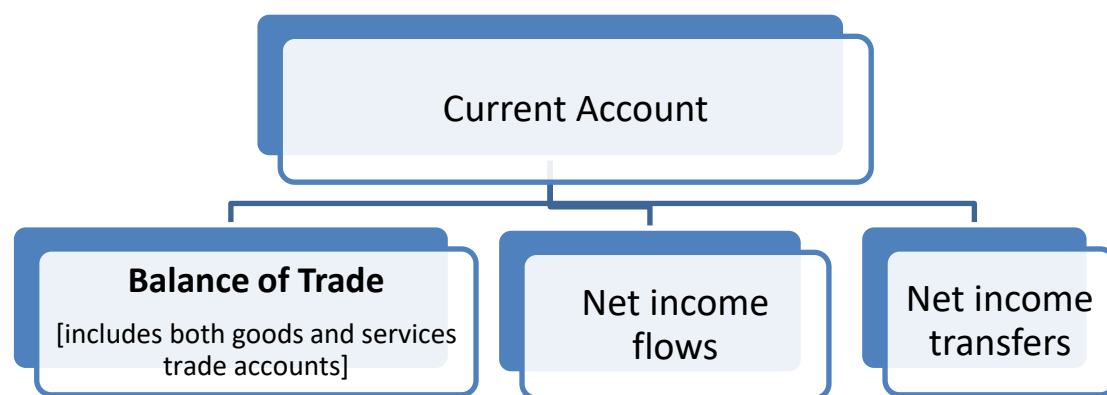 Current Account
Balance of Trade
[includes both goods and services
trade accounts]
Net income
flows
Net income
transfers